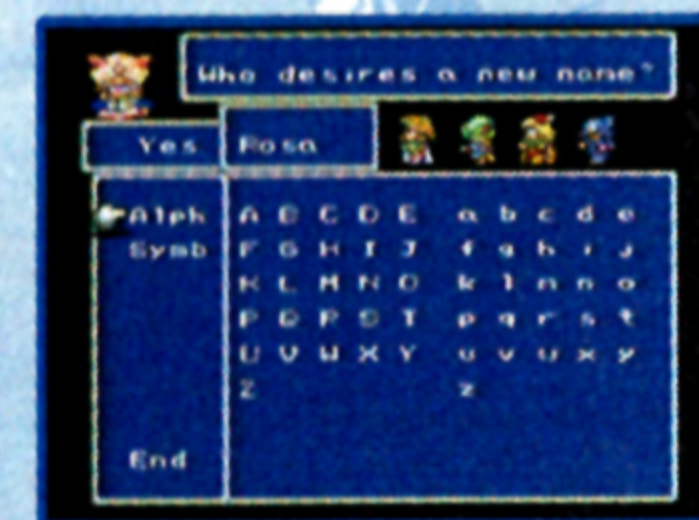 Who desires a new name?
Yes Rosa
Alph A B C D E a b c d e
Symb F G H I J f g h i j
K L M N O k l m n o
P Q R S T p q r s t
U V W X Y u v w x y
Z z
End